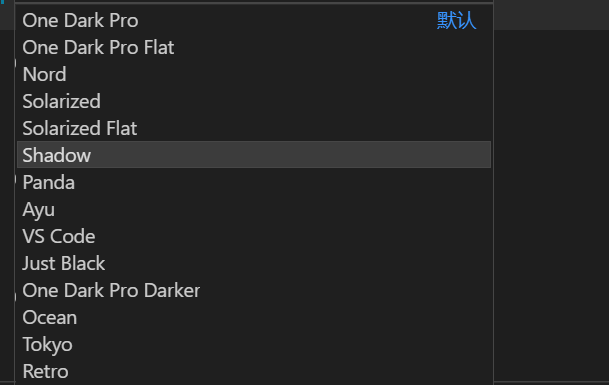 One Dark Pro 默认
One Dark Pro Flat
Nord
Solarized
Solarized Flat
Shadow
Panda
Ayu
VS Code
Just Black
One Dark Pro Darker
Ocean
Tokyo
Retro